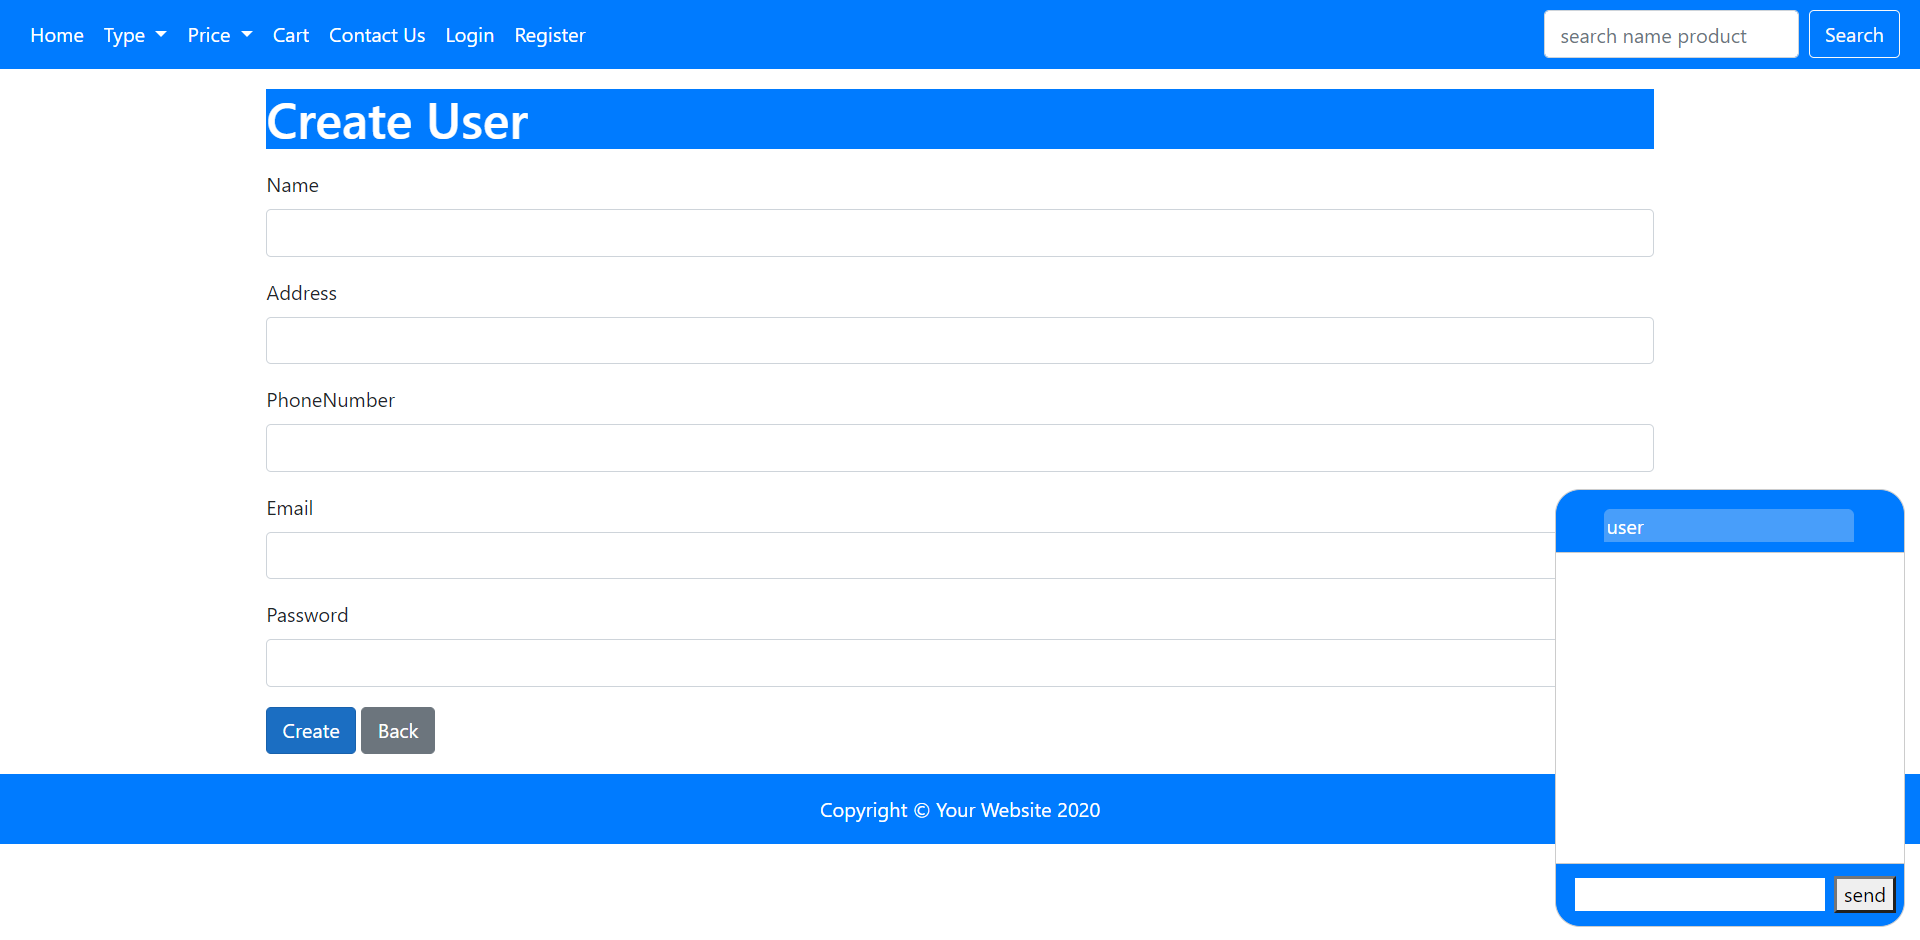 Home Type Price Cart Contact Us Login Register search name product Search
Create User
Name
Address
PhoneNumber
Email
user
Password
Create Back
Copyright © Your Website 2020
send